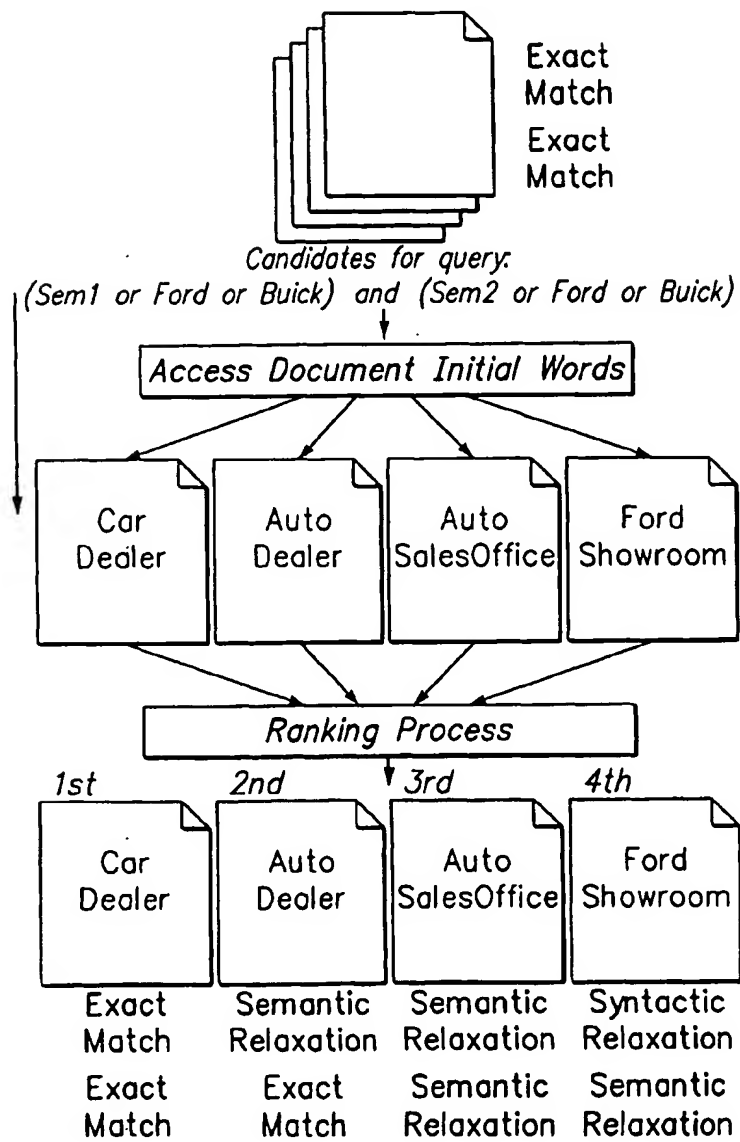 Exact
Match
Exact
Match
Candidates for query:
(Sem1 or Ford or Buick) and (Sem2 or Ford or Buick)
Access Document Initial Words
Car
Dealer
Auto
Dealer
Auto
SalesOffice
Ford
Showroom
Ranking Process
1st
2nd
3rd
4th
Car
Dealer
Auto
Dealer
Auto
SalesOffice
Ford
Showroom
Exact
Match
Semantic
Relaxation
Semantic
Relaxation
Syntactic
Relaxation
Exact
Match
Exact
Match
Semantic
Relaxation
Semantic
Relaxation